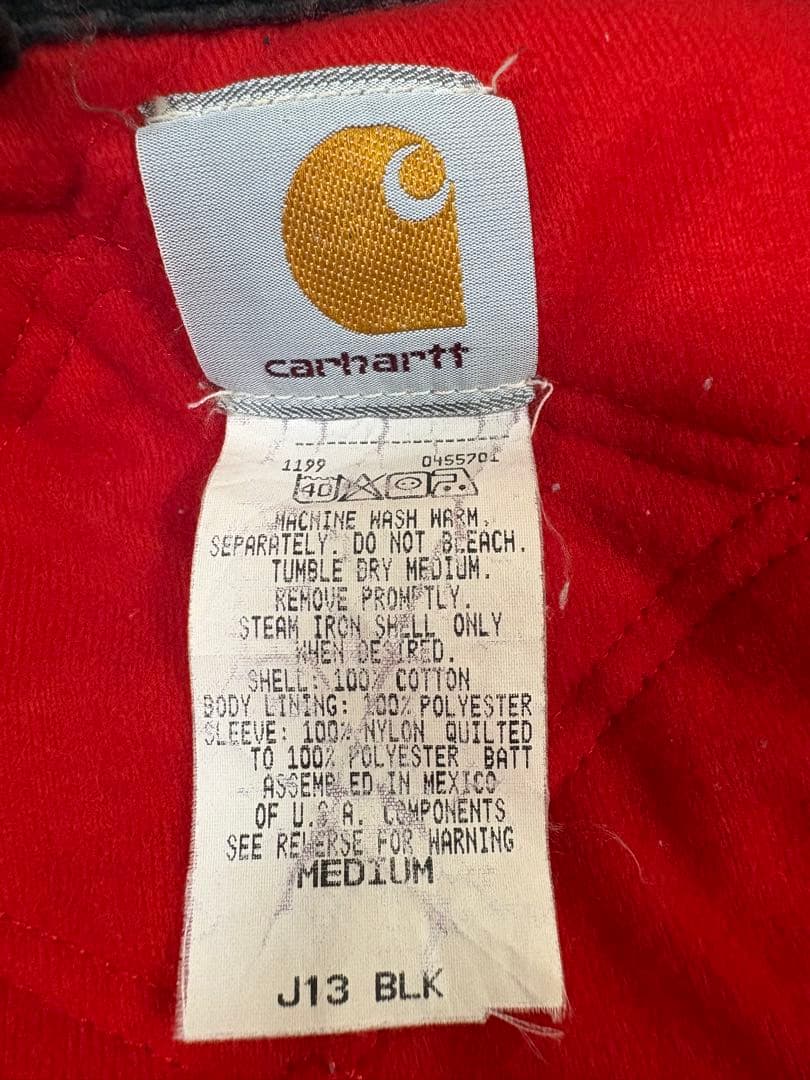 carhartt
1199 0455701
40
MACHINE WASH WARM,
SEPARATELY. DO NOT BLEACH.
TUMBLE DRY MEDIUM.
REMOVE PROMPTLY.
STEAM IRON SHELL ONLY
WHEN DESIRED.
SHELL: 100% COTTON
BODY LINING: 100% POLYESTER
SLEEVE: 100% NYLON QUILTED
TO 100% POLYESTER BATT
ASSEMBLED IN MEXICO
OF U.S.A. COMPONENTS
SEE REVERSE FOR WARNING
MEDIUM
J13 BLK